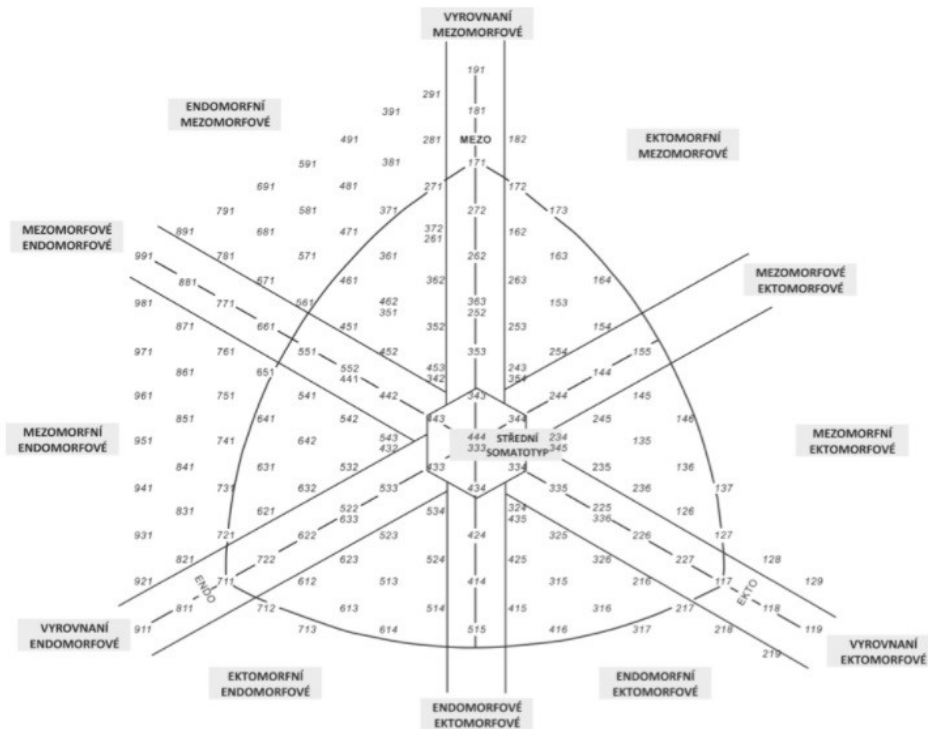 VYROVNANÍ
MEZOMORFOVÉ
191
291
391 181
ENDOMORFNÍ
MEZOMORFOVÉ
491 281 MEZO 182
EKTOMORFNÍ
MEZOMORFOVÉ
591 381 171
691 481 271 172
791 581 371 272 173
MEZOMORFOVÉ
ENDOMORFOVÉ
891 681 471 372 162
261
991 781 571 361 262 163
881 671 461 362 263 164
MEZOMORFOVÉ
EKTOMORFOVÉ
981 771 561 462 363 153
351 252
871 661 451 352 253 154
971 761 551 452 353 254 155
861 651 552 453 243 144
441 342 354
961 751 541 442 343 244 145
851 641 542 443 344 245 146
MEZOMORFNÍ
ENDOMORFOVÉ
951 741 642 543 444 STŘEDNÍ 234 135
432 333 SOMATOTYP 345
MEZOMORFNÍ
EKTOMORFOVÉ
841 631 532 433 334 235 136
941 731 632 533 434 335 236 137
831 621 522 534 324 225 126
633 435 336
931 721 622 523 424 325 226 127
821 722 623 524 425 326 227 128
921 711 612 513 414 315 216 117 129
ENDO EKTO
811 712 613 514 415 316 217 118
911 713 614 515 416 317 218 119
VYROVNANÍ
ENDOMORFOVÉ
VYROVNANÍ
EKTOMORFOVÉ
219
EKTOMORFNÍ
ENDOMORFOVÉ
ENDOMORFNÍ
EKTOMORFOVÉ
ENDOMORFOVÉ
EKTOMORFOVÉ